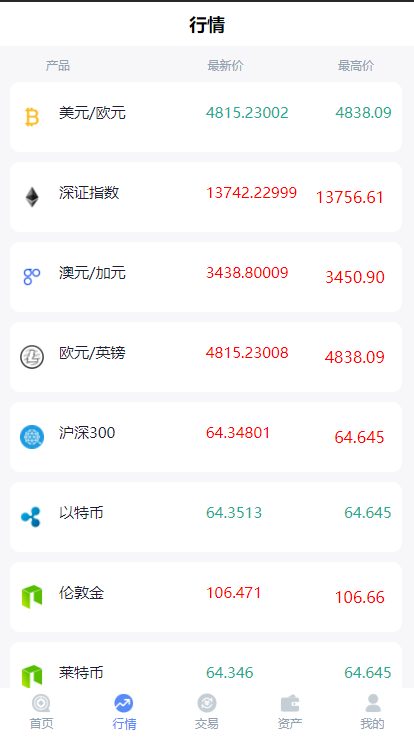 行情
产品 最新价 最高价
美元/欧元 4815.23002 4838.09
深证指数 13742.22999 13756.61
澳元/加元 3438.80009 3450.90
欧元/英镑 4815.23008 4838.09
沪深300 64.34801 64.645
以特币 64.3513 64.645
伦敦金 106.471 106.66
莱特币 64.346 64.645
首页 行情 交易 资产 我的